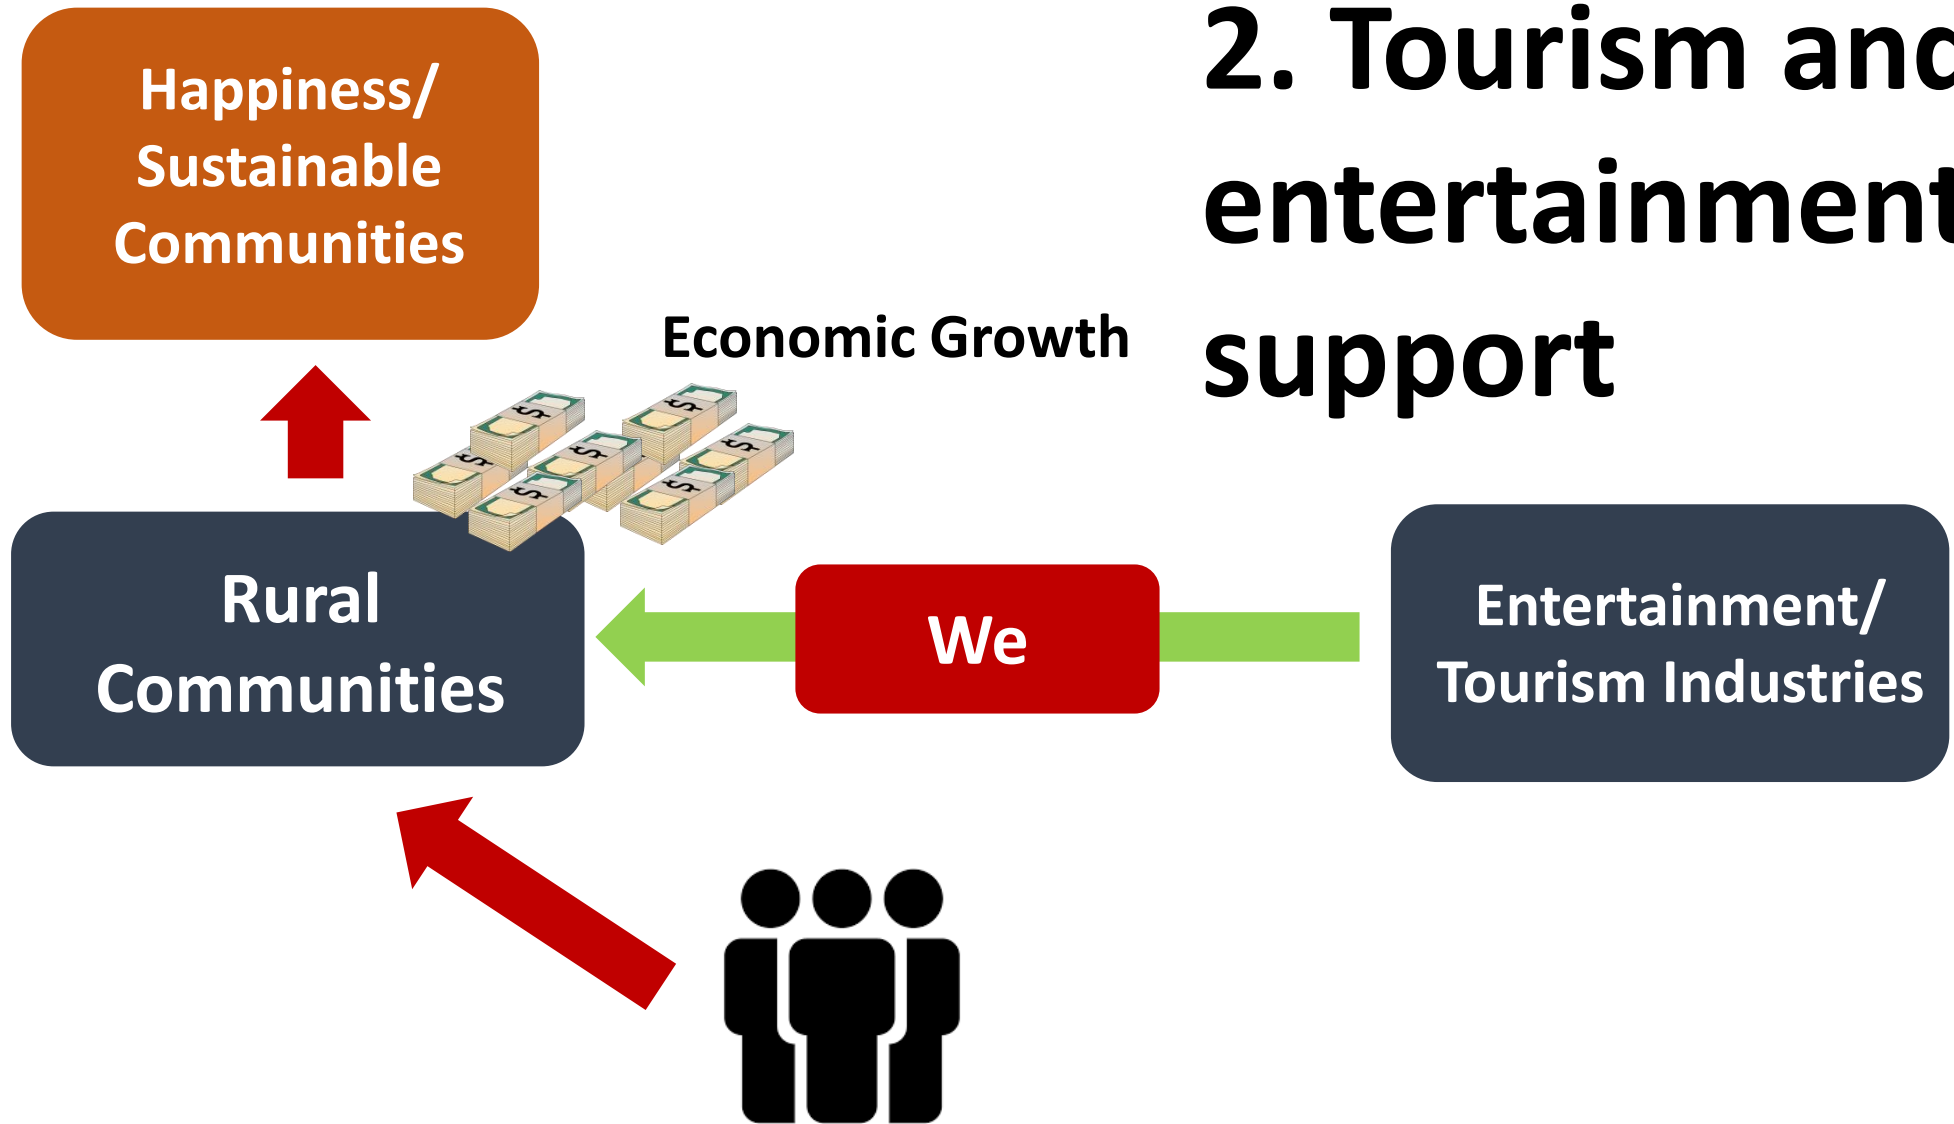 Happiness/
Sustainable
Communities
2. Tourism and
entertainment
support
Economic Growth
$
$
$
$
$
$
$
Rural
Communities
We
Entertainment/
Tourism Industries